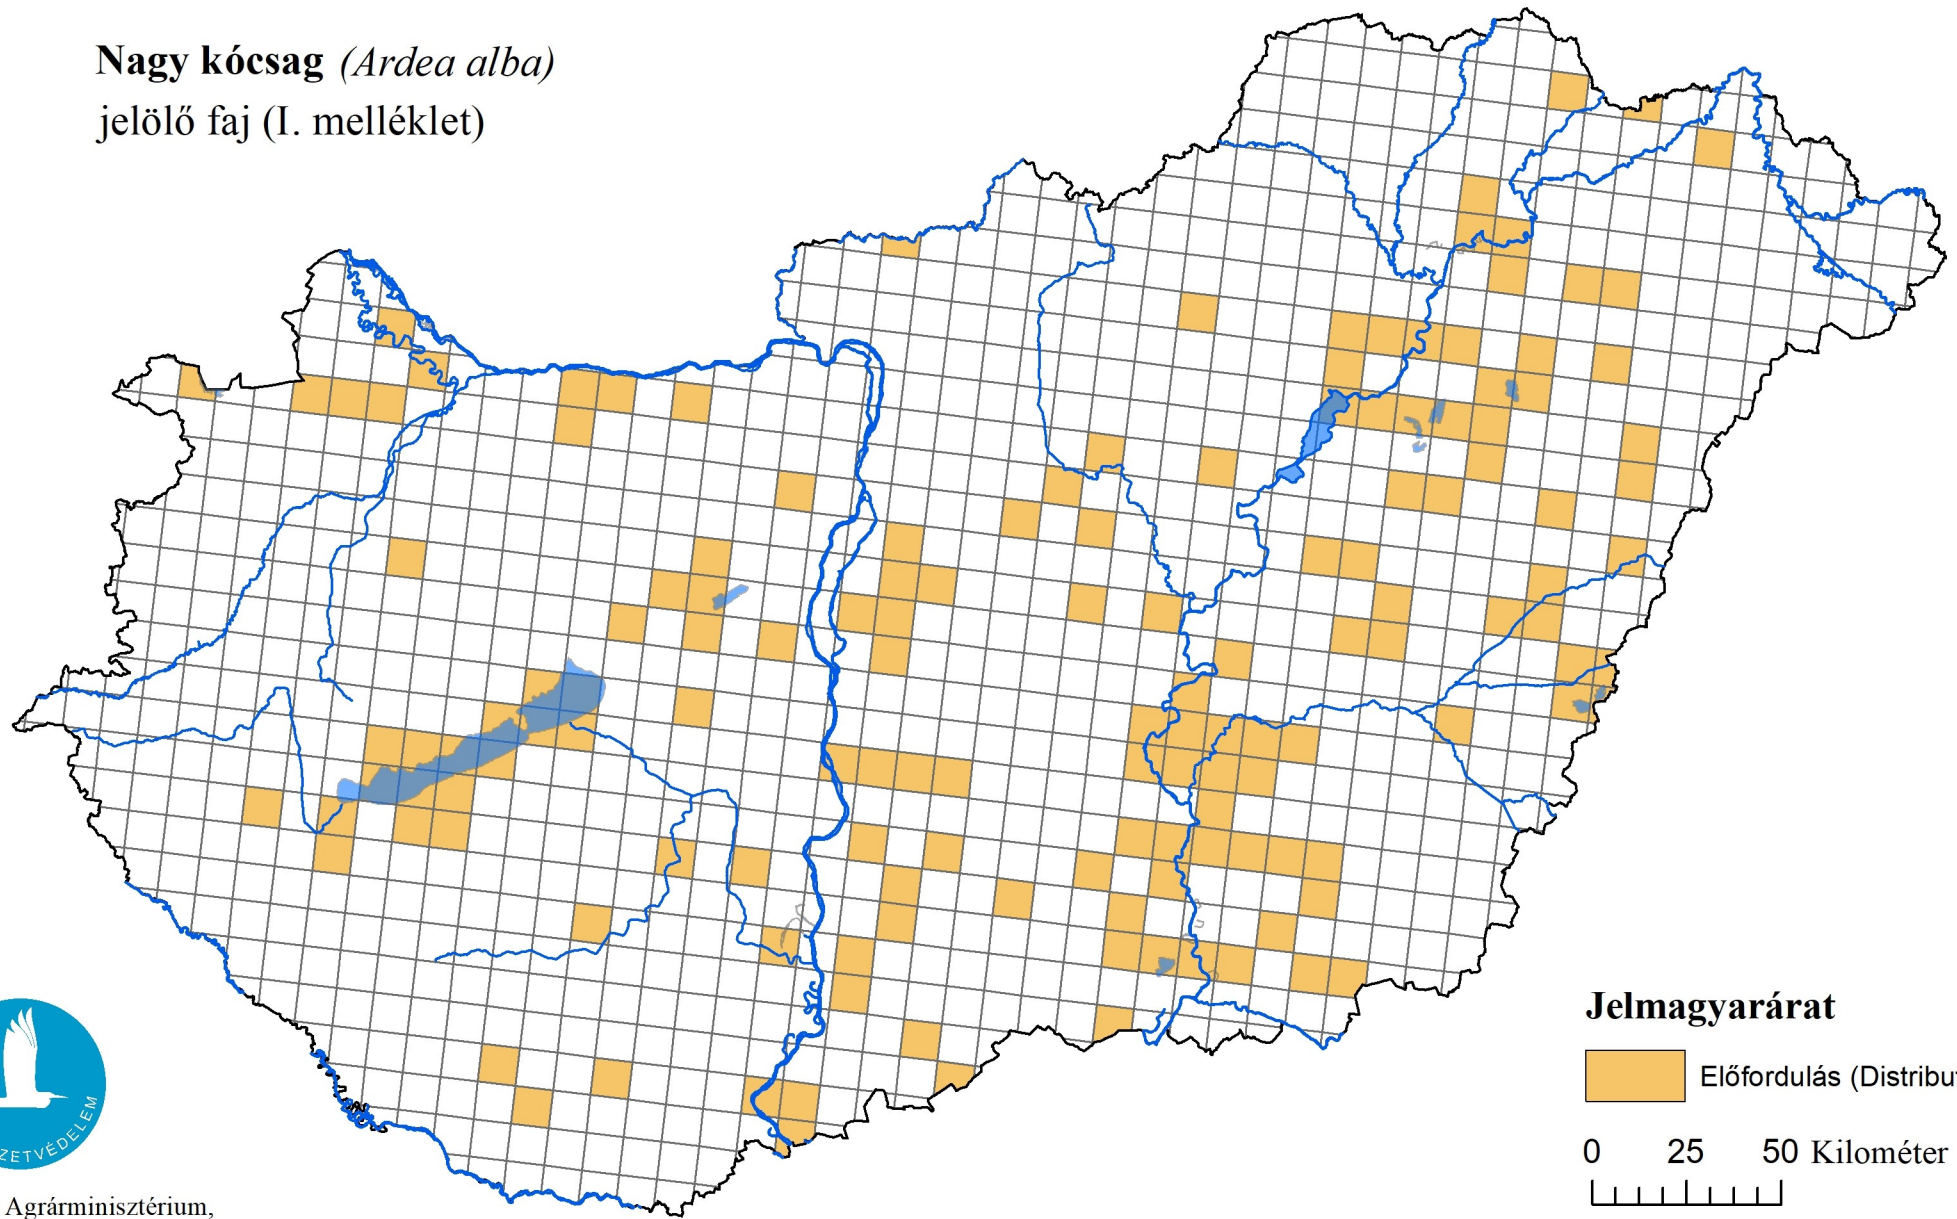 Nagy kócsag (Ardea alba)
jelölő faj (I. melléklet)
Jelmagyarárat
Előfordulás (Distribu
0 25 50 Kilométer
ZETVÉDELEM
Agrárminisztérium,